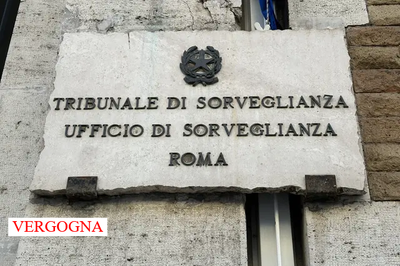 TRIBUNALE DI SORVEGLIANZA
UFFICIO DI SORVEGLIANZA
ROMA
VERGOGNA